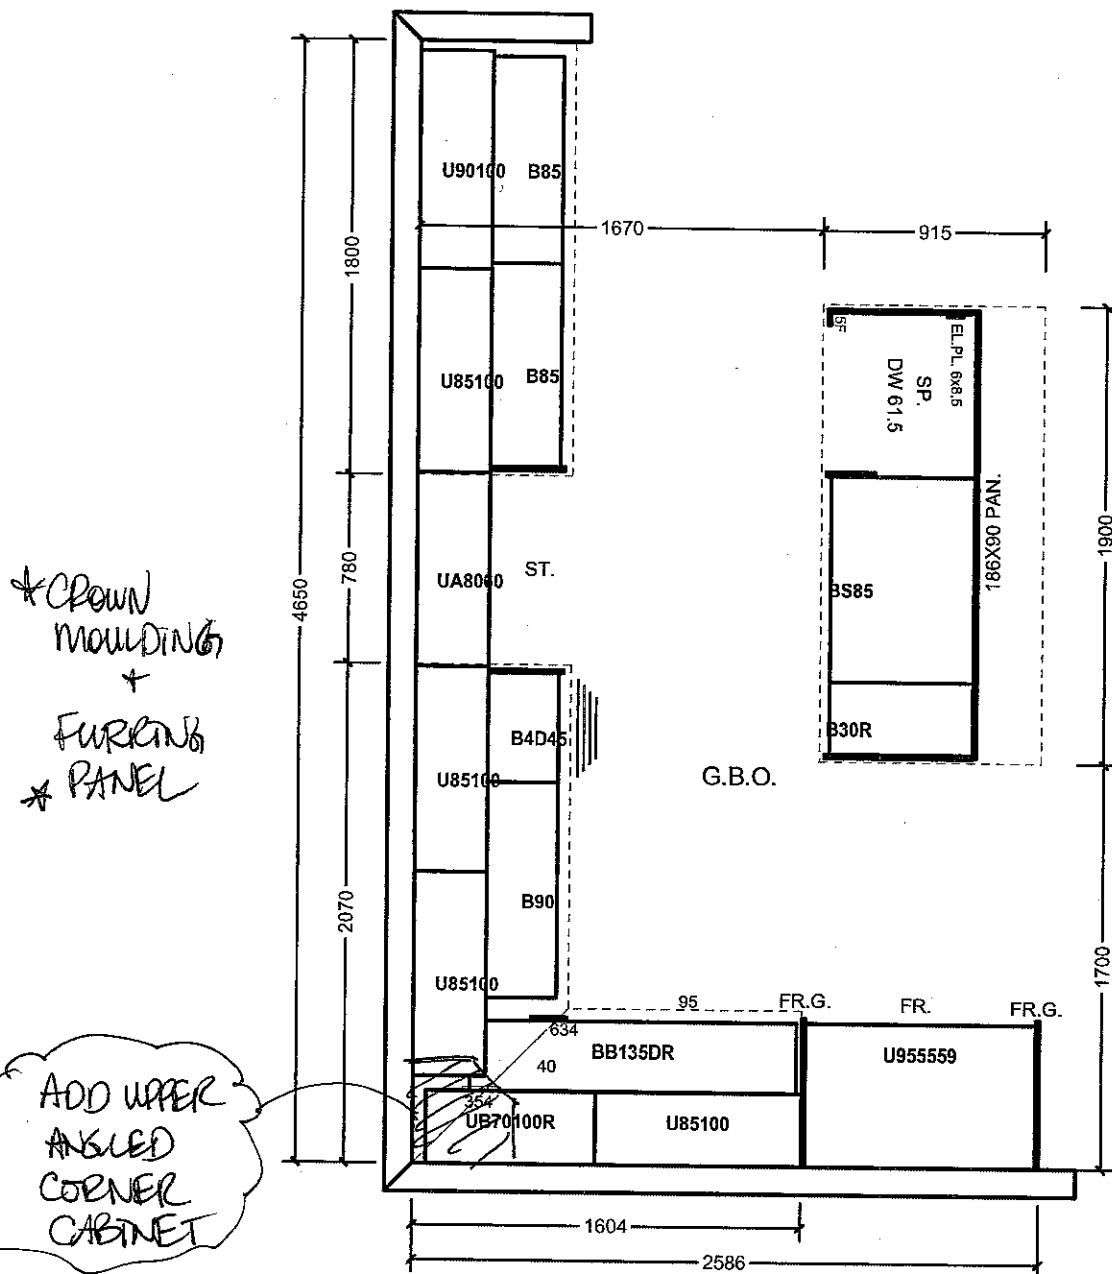 U90100 B85
1670
915
1800
5F
EL.PL. 6x8,5
SP.
DW 61,5
U85100 B85
4650
780
UA8060
ST.
186X90 PAN.
1900
BS85
*CROWN
MOULDING
+
FURRING
* PANEL
B4D45
U85100
B30R
G.B.O.
2070
B90
U85100
1700
95
FR.G.
FR.
FR.G.
634
BB135DR
40
U955559
354
UB70100R
U85100
ADD UPPER
ANGLED
CORNER
CABINET
1604
2586